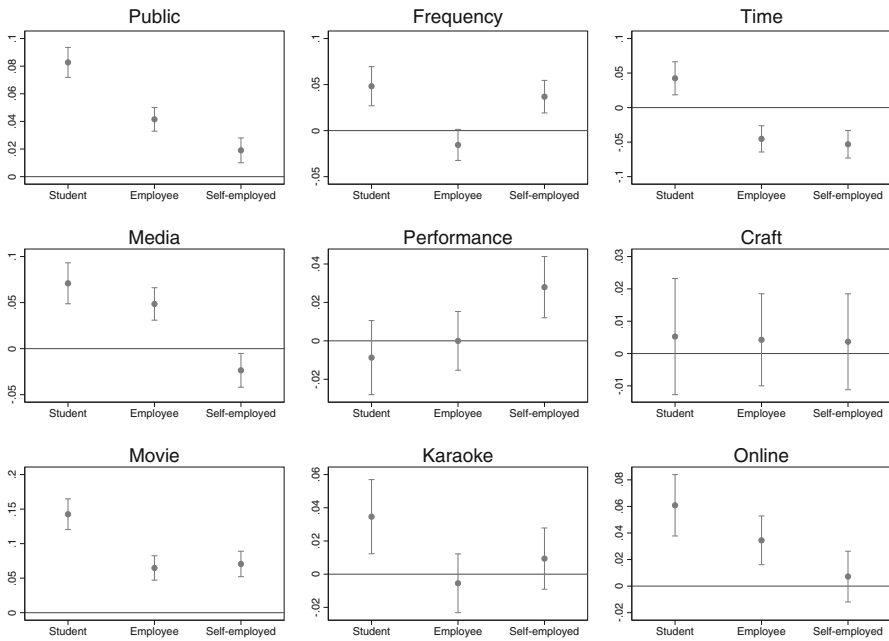 Public
.1
.08
.06
.04
.02
0
Student Employee Self-employed
Frequency
.1
.05
0
-.05
Student Employee Self-employed
Time
.1
.05
0
-.05
-.1
Student Employee Self-employed
Media
.1
.05
0
-.05
Student Employee Self-employed
Performance
.04
.02
0
-.02
Student Employee Self-employed
Craft
.03
.02
.01
0
-.01
Student Employee Self-employed
Movie
.2
.15
.10
.05
0
Student Employee Self-employed
Karaoke
.06
.04
.02
0
-.02
Student Employee Self-employed
Online
.08
.06
.04
.02
0
-.02
Student Employee Self-employed